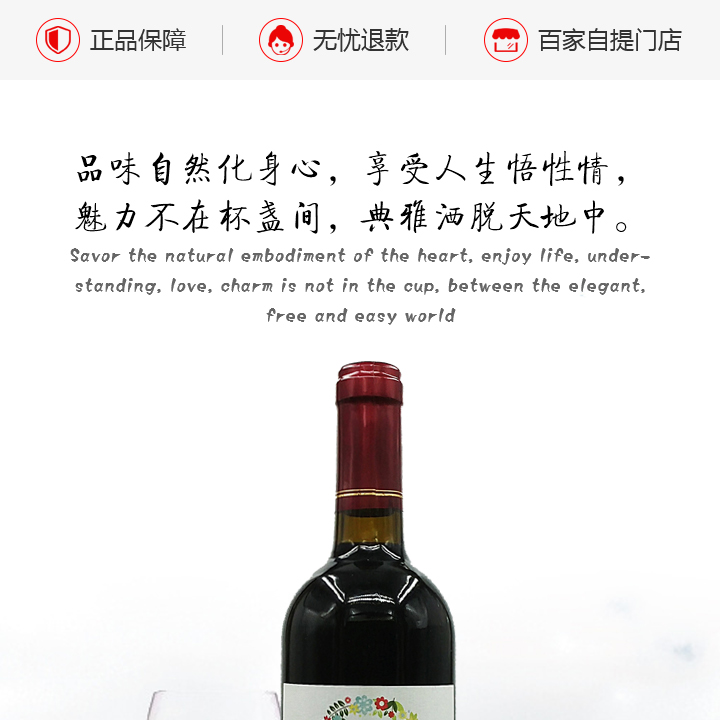 正品保障 无忧退款 百家自提门店
品味自然化身心，享受人生悟性情，
魅力不在杯盏间，典雅洒脱天地中。
Savor the natural embodiment of the heart, enjoy life, under-
standing, love, charm is not in the cup, between the elegant,
free and easy world